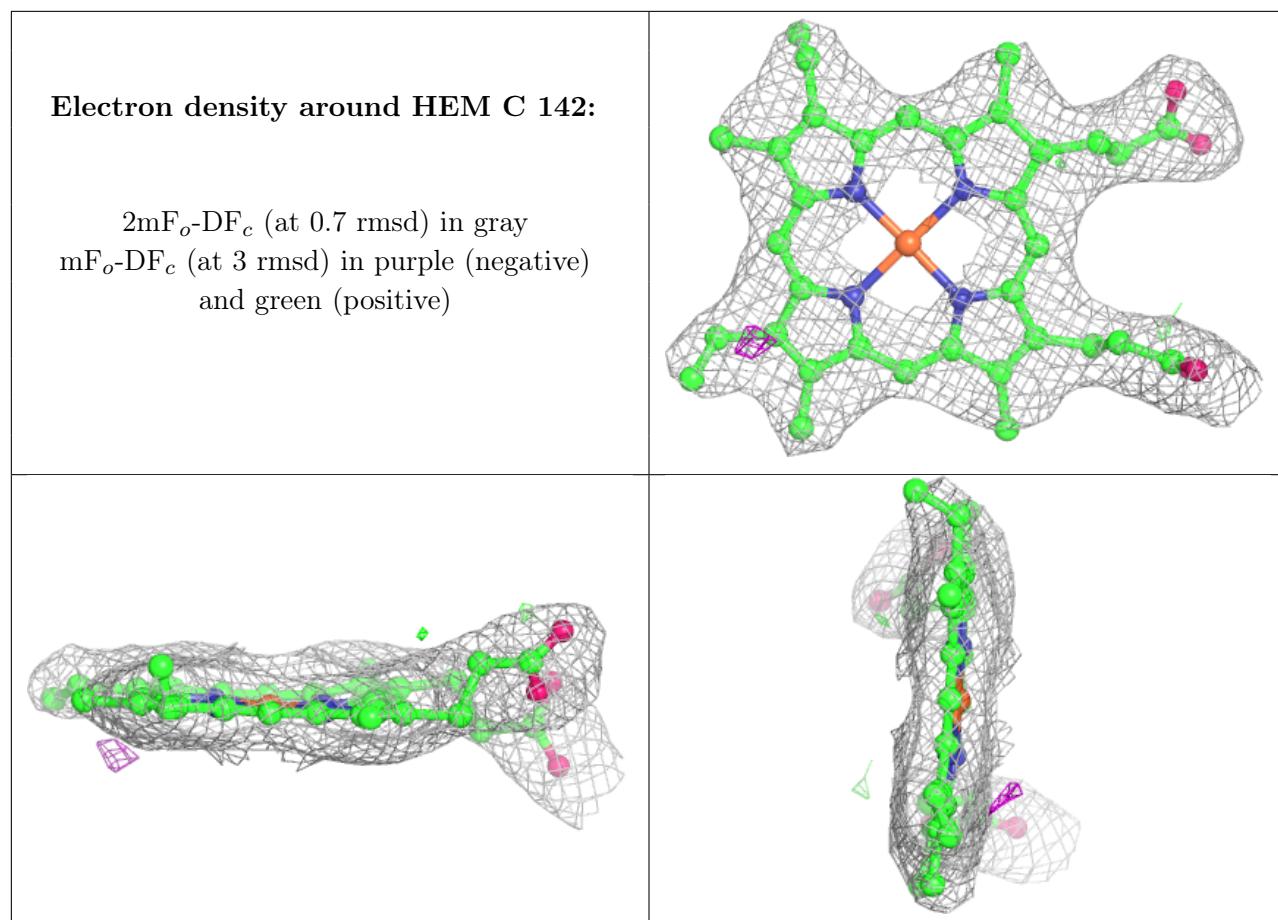 Electron density around HEM C 142:
2mFₒ-DF𝒸 (at 0.7 rmsd) in gray
mFₒ-DF𝒸 (at 3 rmsd) in purple (negative)
and green (positive)